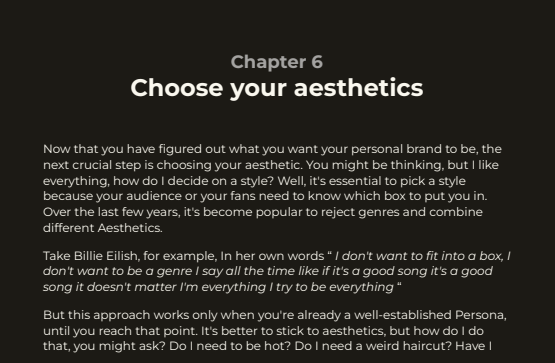 Chapter 6
Choose your aesthetics
Now that you have figured out what you want your personal brand to be, the
next crucial step is choosing your aesthetic. You might be thinking, but I like
everything, how do I decide on a style? Well, it's essential to pick a style
because your audience or your fans need to know which box to put you in.
Over the last few years, it's become popular to reject genres and combine
different Aesthetics.
Take Billie Eilish, for example, In her own words “ I don't want to fit into a box, I
don't want to be a genre I say all the time like if it's a good song it's a good
song it doesn't matter I'm everything I try to be everything “
But this approach works only when you're already a well-established Persona,
until you reach that point. It's better to stick to aesthetics, but how do I do
that, you might ask? Do I need to be hot? Do I need a weird haircut? Have I